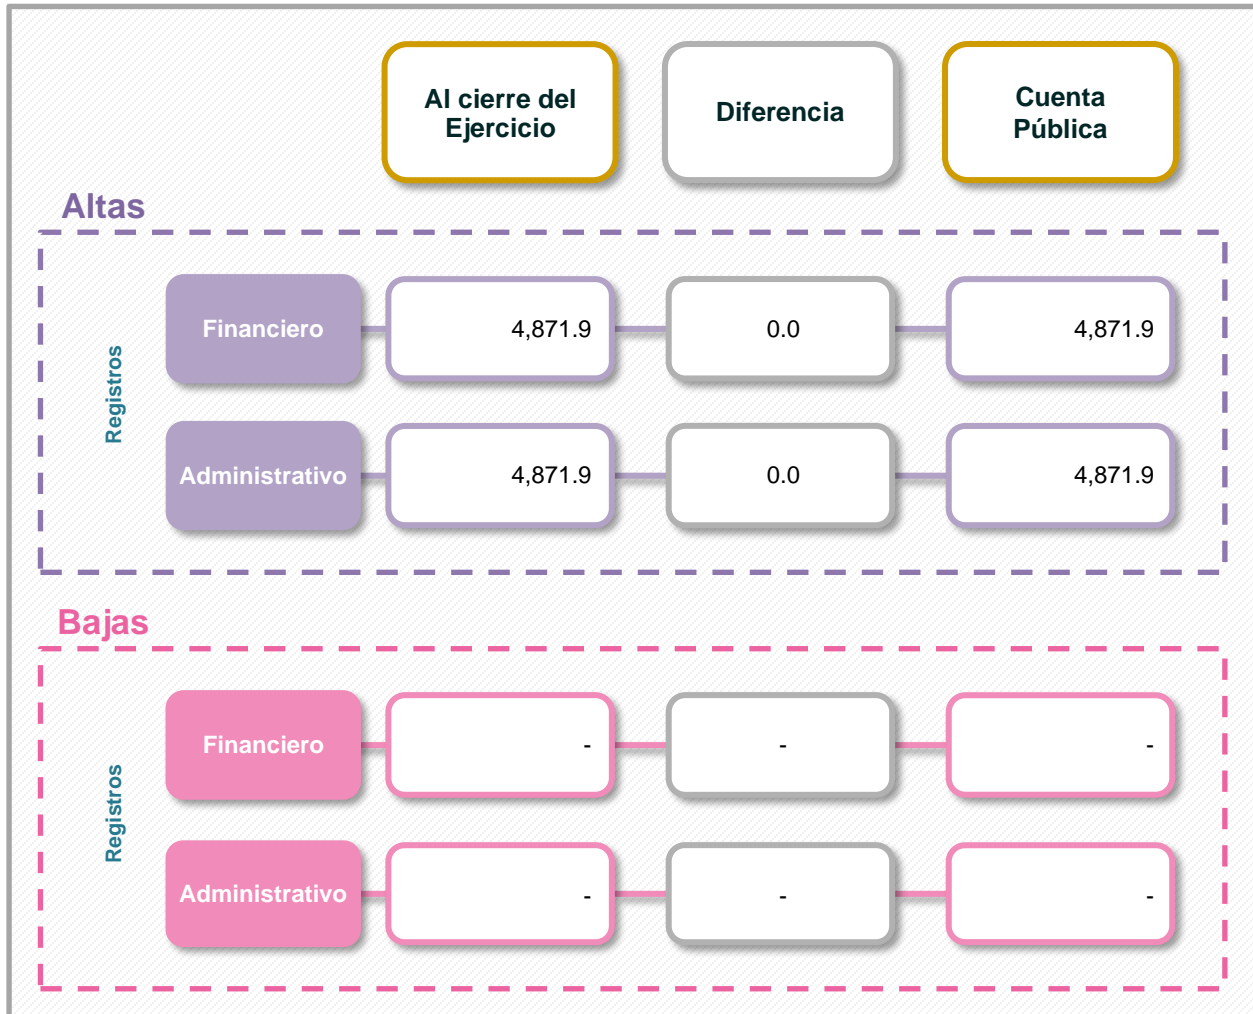 Al cierre del
Ejercicio
Diferencia
Cuenta
Pública
Altas
Registros
Financiero
4,871.9
0.0
4,871.9
Administrativo
4,871.9
0.0
4,871.9
Bajas
Registros
Financiero
-
-
-
Administrativo
-
-
-